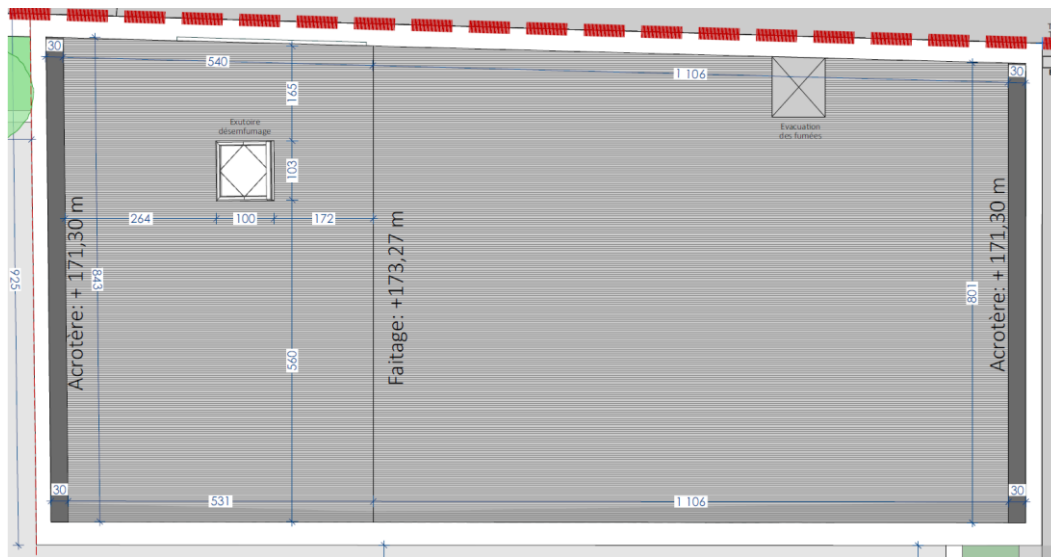 30
540
1 106
30
165
Exutoire
désemfumage
Evacuation
des fumées
103
264
100
172
Acrotère: + 171,30 m
843
925
Faitage: +173,27 m
560
801
Acrotère: + 171,30 m
30
531
1 106
30